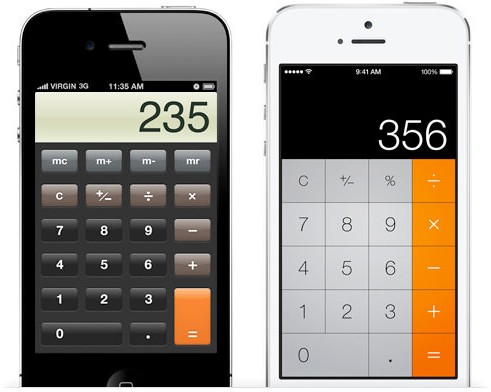 VIRGIN 3G 11:35 AM
235
mc m+ m- mr
c +/− ÷ ×
7 8 9 −
4 5 6 +
1 2 3
0 . =
9:41 AM 100%
356
C +/− % ÷
7 8 9 ×
4 5 6 −
1 2 3 +
0 . =